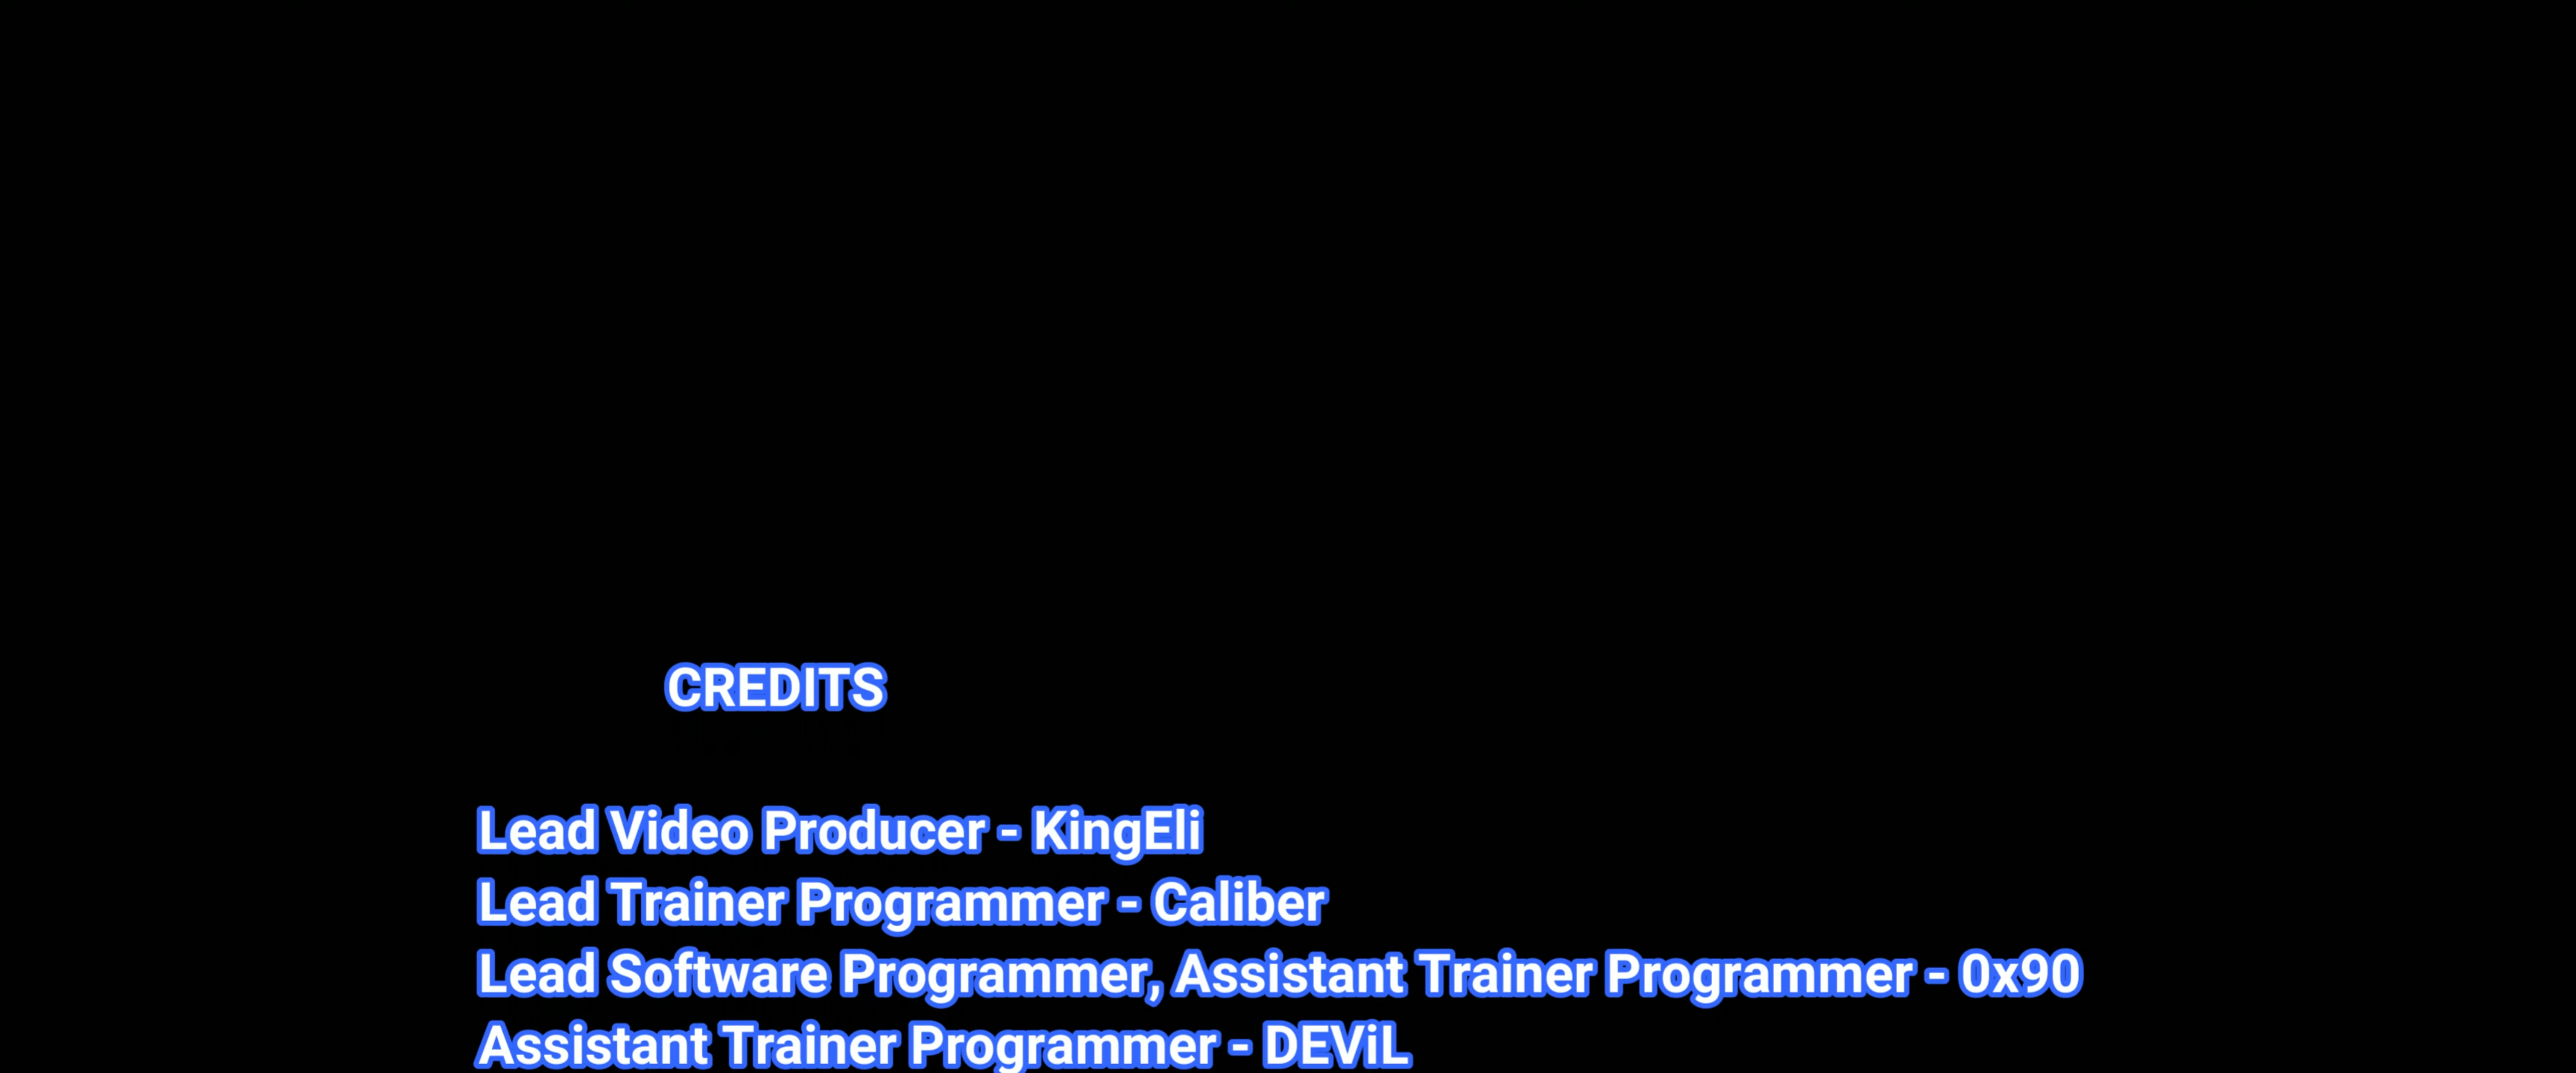 CREDITS
Lead Video Producer - KingEli
Lead Trainer Programmer - Caliber
Lead Software Programmer, Assistant Trainer Programmer - 0x90
Assistant Trainer Programmer - DEViL